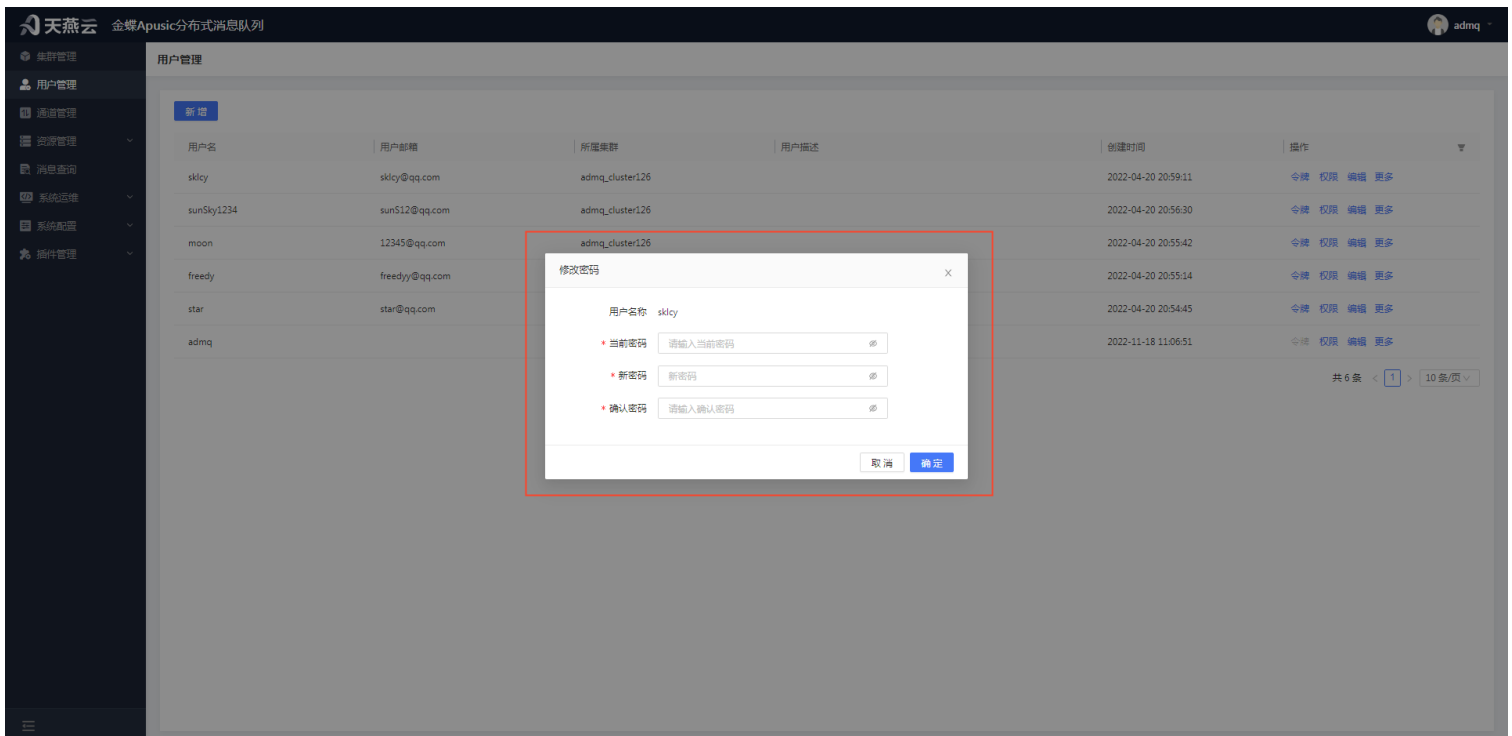 天燕云 金蝶Apusic分布式消息队列 admq
集群管理
用户管理
通道管理
资源管理
消息查询
系统运维
系统配置
插件管理
用户管理
新 增
用户名 用户邮箱 所属集群 用户描述 创建时间 操作
sklcy sklcy@qq.com admq_cluster126 2022-04-20 20:59:11 令牌 权限 编辑 更多
sunSky1234 sun512@qq.com admq_cluster126 2022-04-20 20:56:30 令牌 权限 编辑 更多
moon 12345@qq.com admq_cluster126 2022-04-20 20:55:42 令牌 权限 编辑 更多
freedy freedyy@qq.com 2022-04-20 20:55:14 令牌 权限 编辑 更多
star star@qq.com 2022-04-20 20:54:45 令牌 权限 编辑 更多
admq 2022-11-18 11:06:51 令牌 权限 编辑 更多
共 6 条 < 1 > 10 条/页
修改密码
用户名称 sklcy
* 当前密码 请输入当前密码
* 新密码 新密码
* 确认密码 请输入确认密码
取 消 确 定